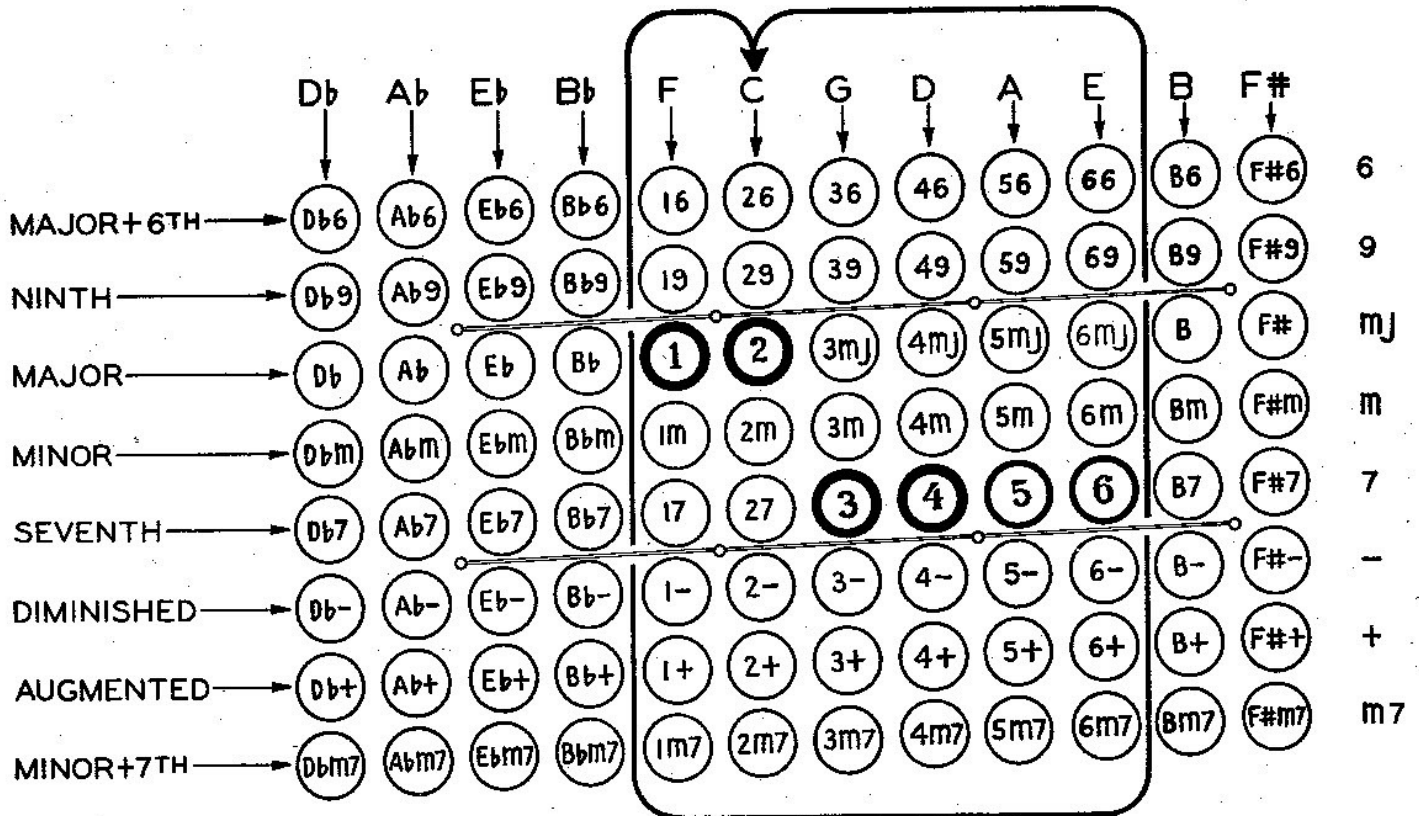 Db Ab Eb Bb F C G D A E B F#
MAJOR+6TH Db6 Ab6 Eb6 Bb6 16 26 36 46 56 66 B6 F#6 6
NINTH Db9 Ab9 Eb9 Bb9 19 29 39 49 59 69 B9 F#9 9
MAJOR Db Ab Eb Bb 1 2 3mj 4mj 5mj 6mj B F# mj
MINOR Dbm Abm Ebm Bbm 1m 2m 3m 4m 5m 6m Bm F#m m
SEVENTH Db7 Ab7 Eb7 Bb7 17 27 3 4 5 6 B7 F#7 7
DIMINISHED Db- Ab- Eb- Bb- 1- 2- 3- 4- 5- 6- B- F#- -
AUGMENTED Db+ Ab+ Eb+ Bb+ 1+ 2+ 3+ 4+ 5+ 6+ B+ F#+ +
MINOR+7TH Dbm7 Abm7 Ebm7 Bbm7 1m7 2m7 3m7 4m7 5m7 6m7 Bm7 F#m7 m7